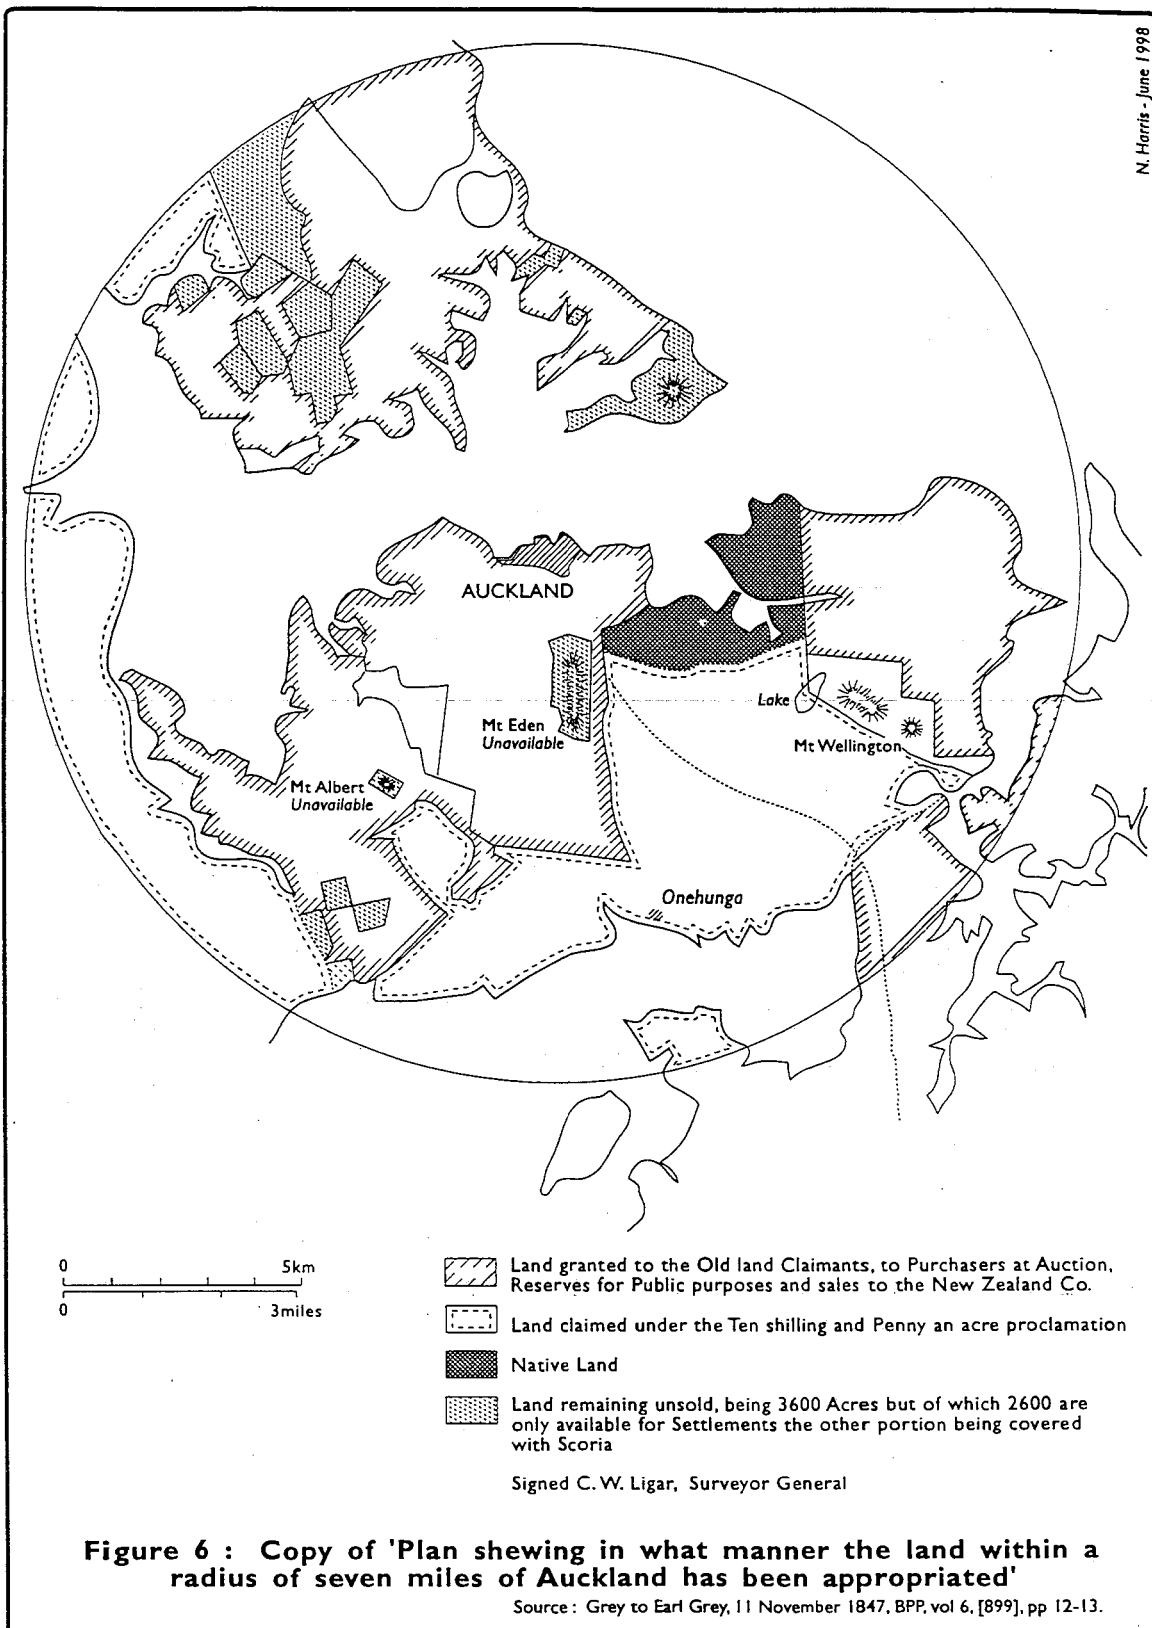 N. Harris - June 1998
AUCKLAND
Lake
Mt Eden
Unavailable
Mt Wellington
Mt Albert
Unavailable
Onehunga
0 5km
0 3miles
Land granted to the Old land Claimants, to Purchasers at Auction,
Reserves for Public purposes and sales to the New Zealand Co.
Land claimed under the Ten shilling and Penny an acre proclamation
Native Land
Land remaining unsold, being 3600 Acres but of which 2600 are
only available for Settlements the other portion being covered
with Scoria
Signed C. W. Ligar, Surveyor General
Figure 6 : Copy of 'Plan shewing in what manner the land within a
radius of seven miles of Auckland has been appropriated'
Source : Grey to Earl Grey, 11 November 1847, BPP, vol 6, [899], pp 12-13.